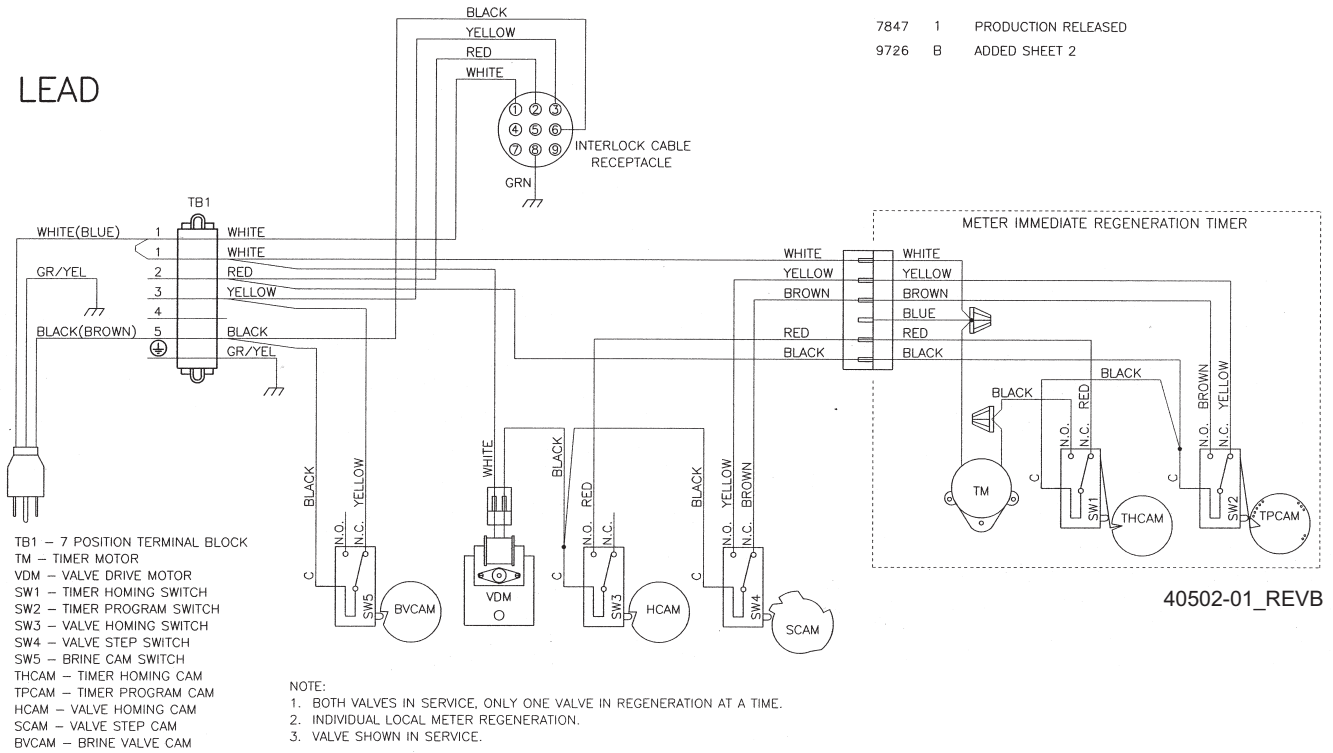 BLACK
YELLOW
RED
WHITE
7847 1 PRODUCTION RELEASED
9726 B ADDED SHEET 2
LEAD
1 2 3
4 5 6
7 8 9
INTERLOCK CABLE
RECEPTACLE
GRN
TB1
WHITE(BLUE) 1 WHITE
1 WHITE
GR/YEL 2 RED
3 YELLOW
4
BLACK(BROWN) 5 BLACK
GR/YEL
METER IMMEDIATE REGENERATION TIMER
WHITE WHITE
YELLOW YELLOW
BROWN BROWN
BLUE
RED RED
BLACK BLACK
BLACK
BLACK
RED
BROWN
YELLOW
N.O.
N.C.
C
SW1
THCAM
TM
N.O.
N.C.
C
SW2
TPCAM
BLACK
YELLOW
N.O.
N.C.
C
SW5
BVCAM
WHITE
BLACK
VDM
RED
N.O.
N.C.
C
SW3
HCAM
BLACK
YELLOW
BROWN
N.O.
N.C.
C
SW4
SCAM
40502-01_REVB
TB1 – 7 POSITION TERMINAL BLOCK
TM – TIMER MOTOR
VDM – VALVE DRIVE MOTOR
SW1 – TIMER HOMING SWITCH
SW2 – TIMER PROGRAM SWITCH
SW3 – VALVE HOMING SWITCH
SW4 – VALVE STEP SWITCH
SW5 – BRINE CAM SWITCH
THCAM – TIMER HOMING CAM
TPCAM – TIMER PROGRAM CAM
HCAM – VALVE HOMING CAM
SCAM – VALVE STEP CAM
BVCAM – BRINE VALVE CAM
NOTE:
1. BOTH VALVES IN SERVICE, ONLY ONE VALVE IN REGENERATION AT A TIME.
2. INDIVIDUAL LOCAL METER REGENERATION.
3. VALVE SHOWN IN SERVICE.